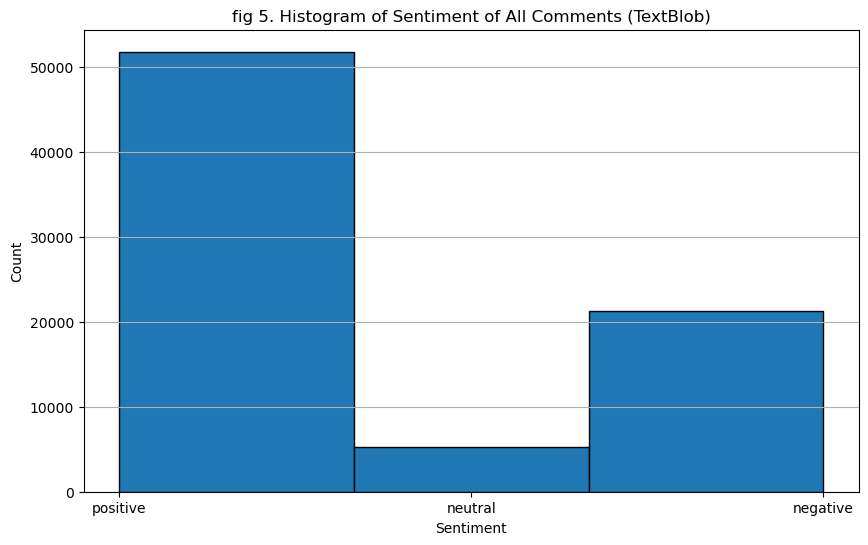 fig 5. Histogram of Sentiment of All Comments (TextBlob)
Count
50000
40000
30000
20000
10000
0
positive neutral negative
Sentiment